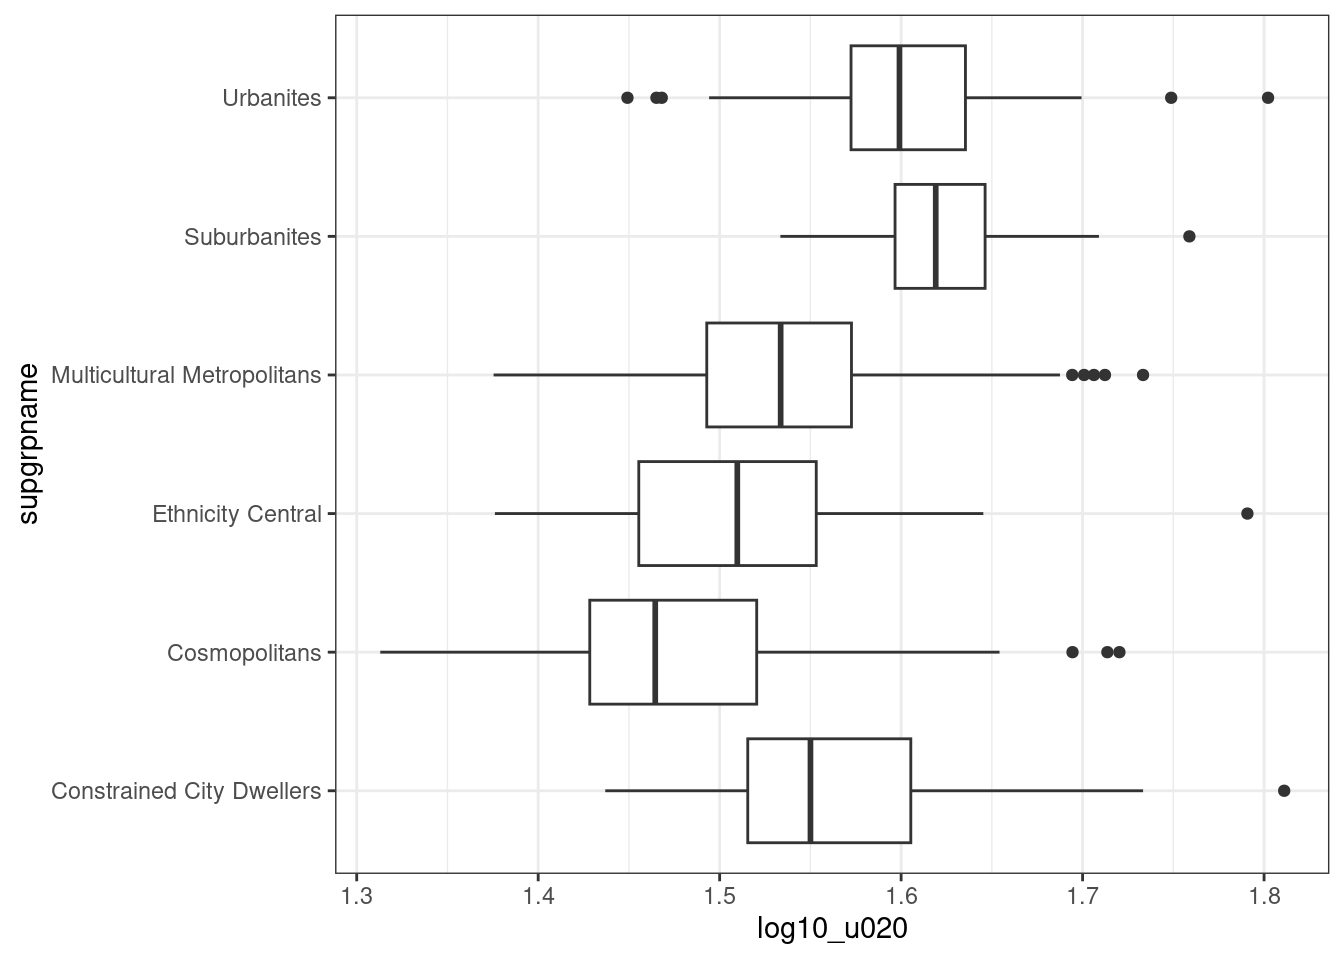 Urbanites
Suburbanites
Multicultural Metropolitans
Ethnicity Central
Cosmopolitans
Constrained City Dwellers
supgrpname
1.3 1.4 1.5 1.6 1.7 1.8
log10_u020